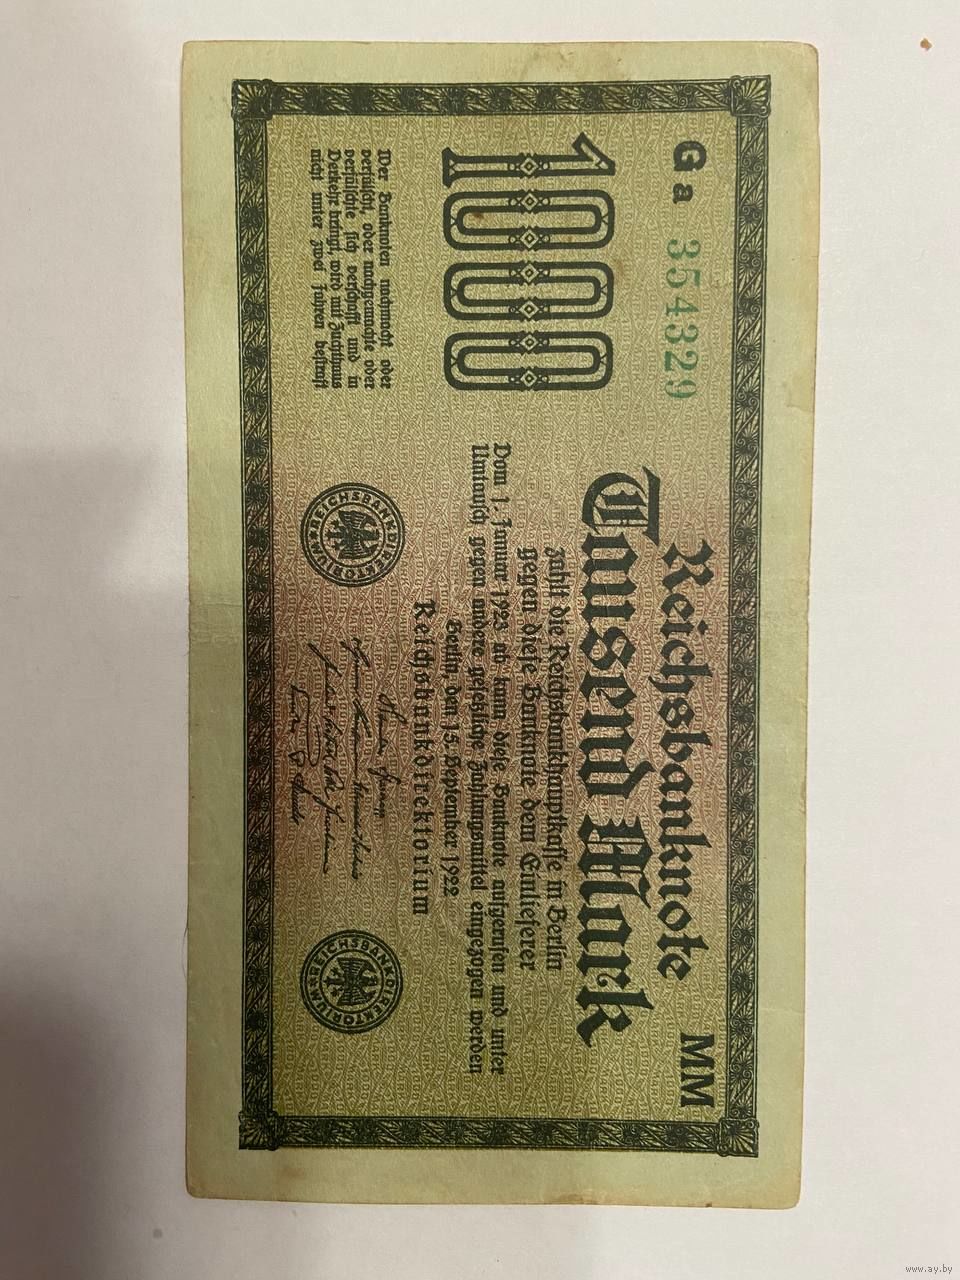 Reichsbanknote
Ga 354329
MM
1000
Tausend Mark
zahlt die Reichsbankhauptkasse in Berlin
gegen diese Banknote dem Einlieferer
Vom 1. Januar 1923 ab kann diese Banknote aufgerufen und unter
Umtausch gegen andere gesetzliche Zahlungsmittel eingezogen werden
Berlin, den 15. September 1922
Reichsbankdirektorium
Wer Banknoten nachmacht oder
verfälscht, oder nachgemachte oder
verfälschte sich verschafft und in
Verkehr bringt, wird mit Zuchthaus
nicht unter zwei Jahren bestraft
REICHSBANKDIREKTORIUM
REICHSBANKDIREKTORIUM
www.ay.by